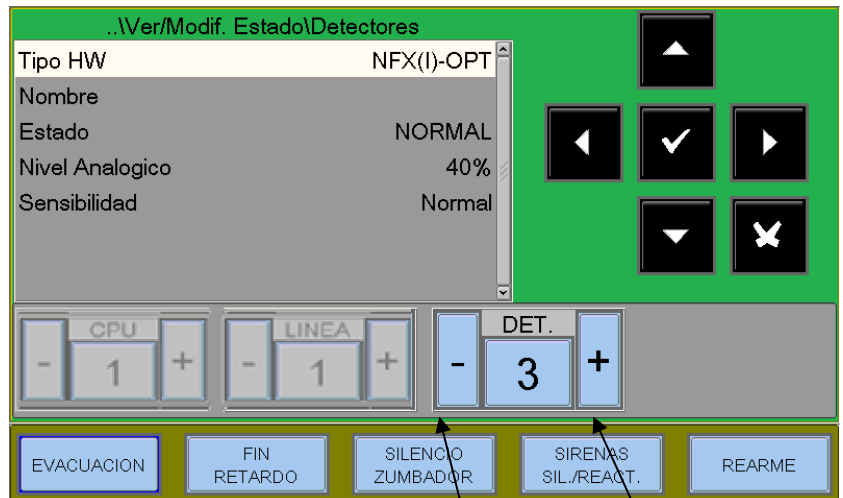 ..\Ver/Modif. Estado\Detectores
Tipo HW NFX(I)-OPT
Nombre
Estado NORMAL
Nivel Analogico 40%
Sensibilidad Normal
CPU LINEA DET.
- 1 + - 1 + - 3 +
EVACUACION
FIN
RETARDO
SILENCIO
ZUMBADOR
SIRENAS
SIL./REACT.
REARME